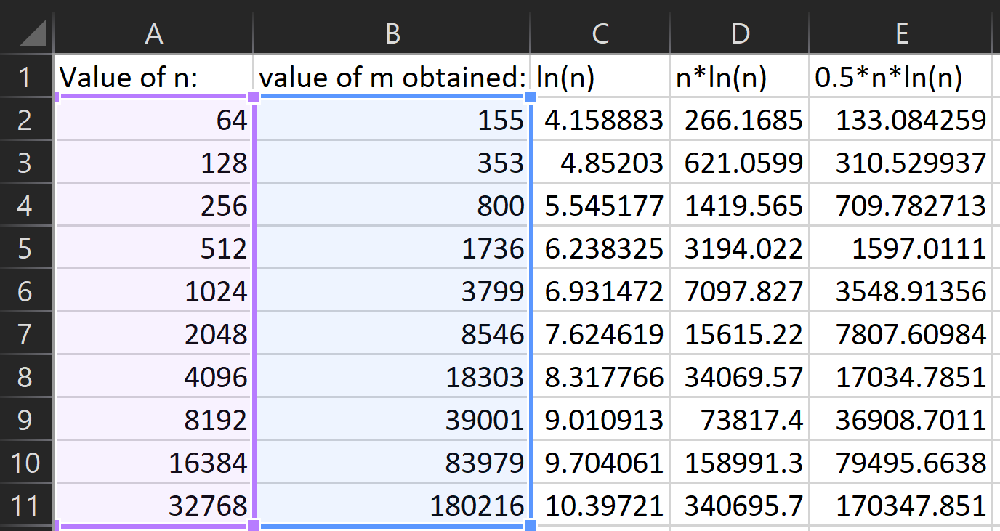 A B C D E
1 Value of n: value of m obtained: ln(n) n*ln(n) 0.5*n*ln(n)
2 64 155 4.158883 266.1685 133.084259
3 128 353 4.85203 621.0599 310.529937
4 256 800 5.545177 1419.565 709.782713
5 512 1736 6.238325 3194.022 1597.0111
6 1024 3799 6.931472 7097.827 3548.91356
7 2048 8546 7.624619 15615.22 7807.60984
8 4096 18303 8.317766 34069.57 17034.7851
9 8192 39001 9.010913 73817.4 36908.7011
10 16384 83979 9.704061 158991.3 79495.6638
11 32768 180216 10.39721 340695.7 170347.851